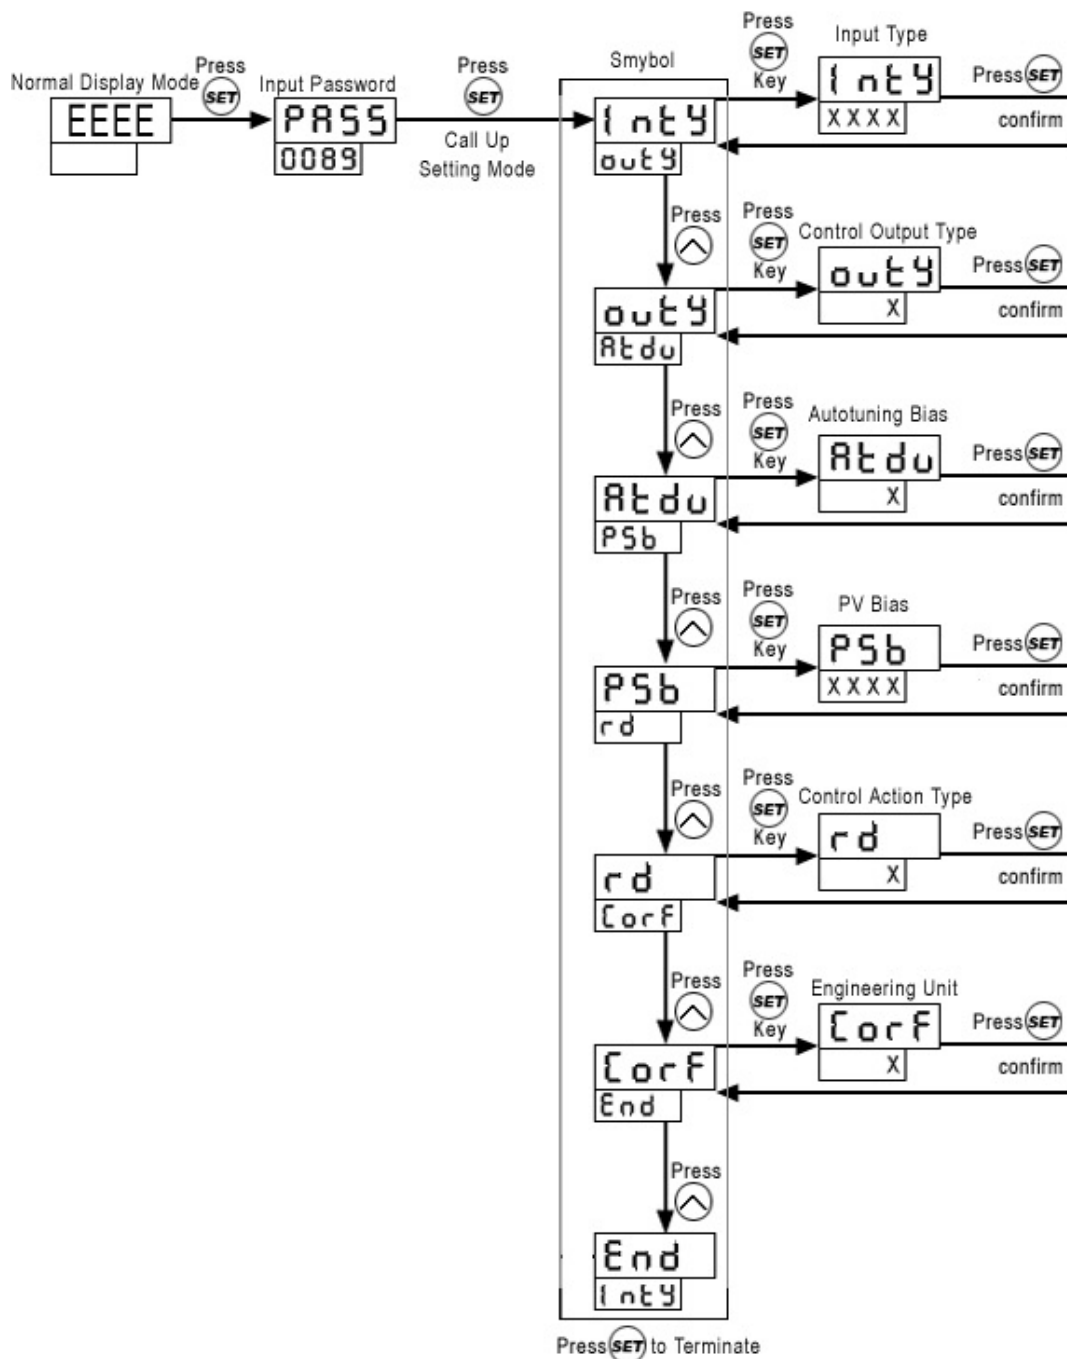 Press
SET
Key
Input Type
Normal Display Mode
Press
SET
Input Password
Press
SET
Smybol
IntY
XXXX
Press SET
confirm
EEEE
PASS
0089
Call Up
Setting Mode
IntY
outY
Press
Press
SET
Key
Control Output Type
outY
X
Press SET
confirm
outY
Atdu
Press
Press
SET
Key
Autotuning Bias
Atdu
X
Press SET
confirm
Atdu
PSb
Press
Press
SET
Key
PV Bias
PSb
XXXX
Press SET
confirm
PSb
rd
Press
Press
SET
Key
Control Action Type
rd
X
Press SET
confirm
rd
CorF
Press
Press
SET
Key
Engineering Unit
CorF
X
Press SET
confirm
CorF
End
Press
End
IntY
Press SET to Terminate